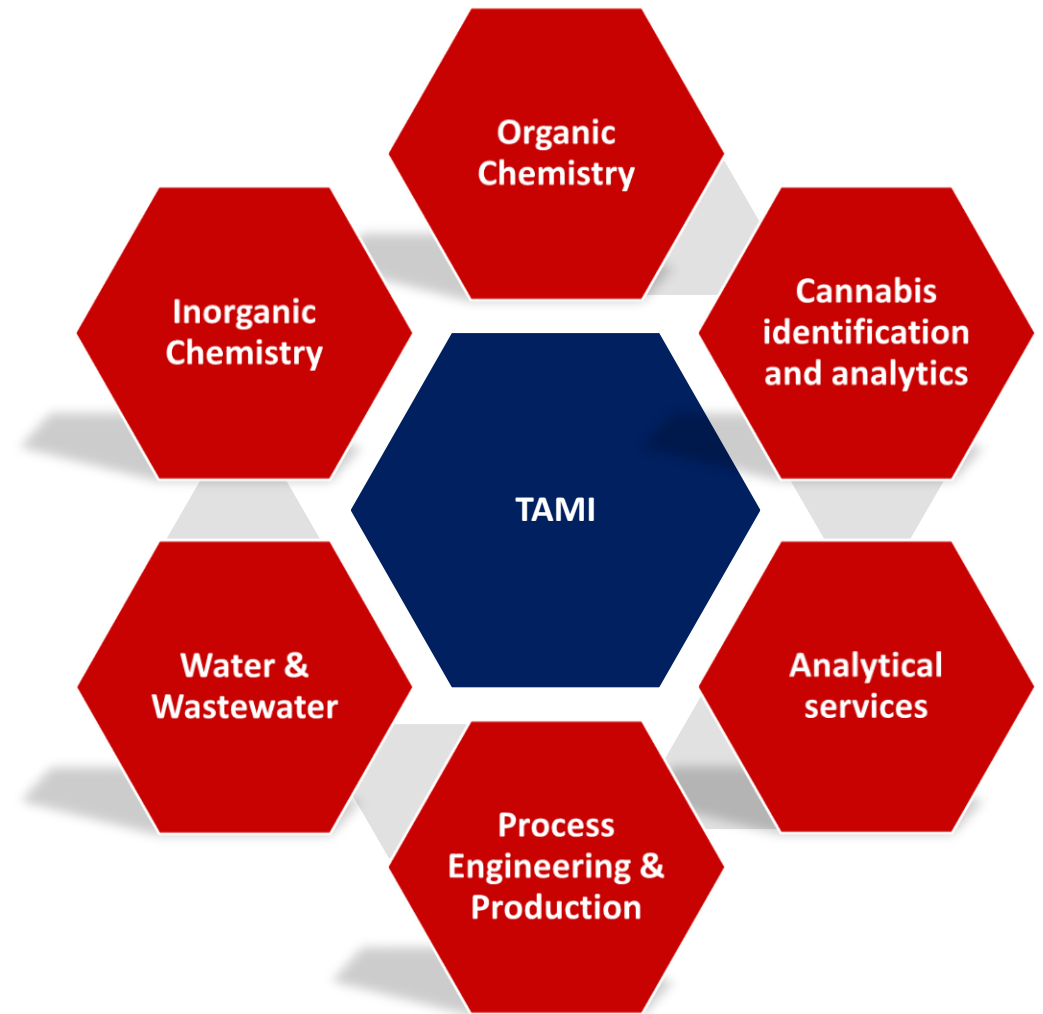 Organic
Chemistry
Cannabis
identification
and analytics
Inorganic
Chemistry
TAMI
Analytical
services
Water &
Wastewater
Process
Engineering &
Production